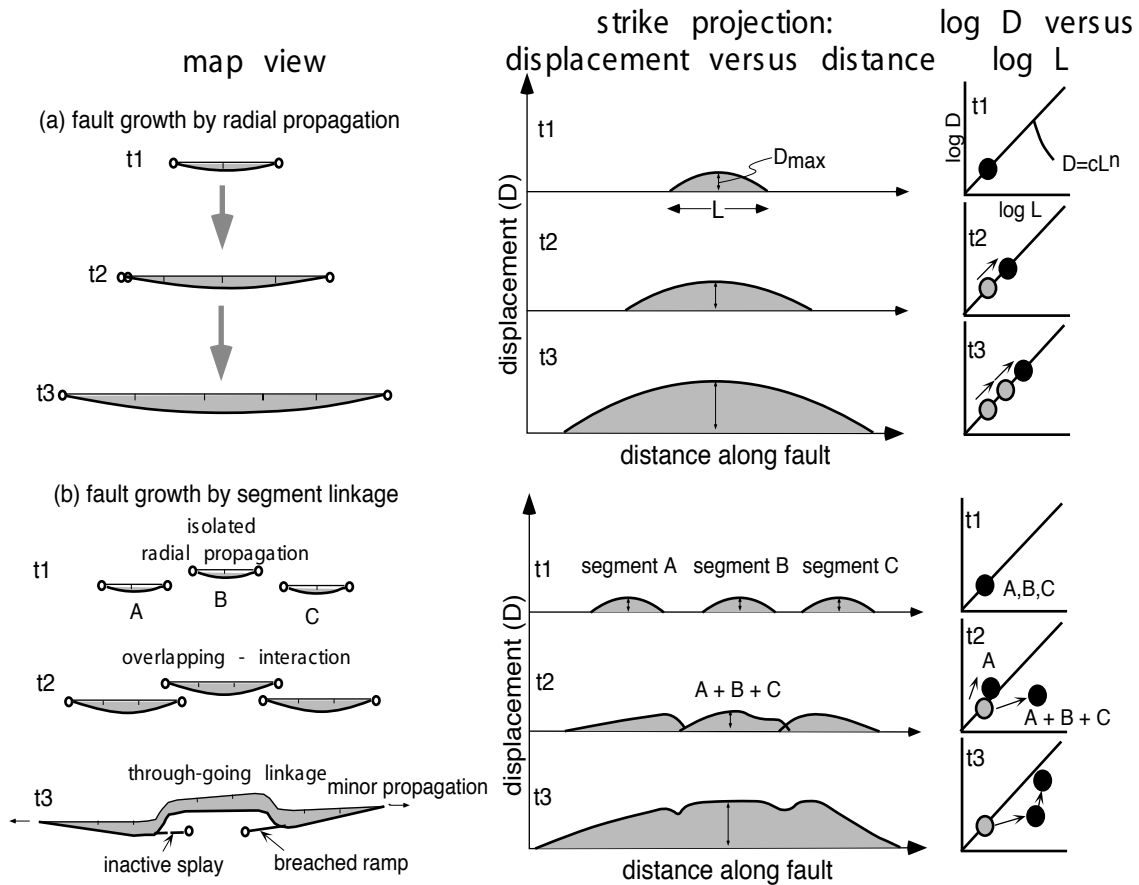 map view
strike projection:
displacement versus distance
log D versus
log L
(a) fault growth by radial propagation
t1
t2
t3
displacement (D)
t1
Dmax
L
t2
t3
distance along fault
t1
log D
D=cLn
log L
t2
t3
(b) fault growth by segment linkage
isolated
radial propagation
t1
A
B
C
overlapping - interaction
t2
through-going linkage
minor propagation
t3
inactive splay
breached ramp
displacement (D)
t1
segment A
segment B
segment C
t2
A + B + C
t3
distance along fault
t1
A,B,C
t2
A
A + B + C
t3